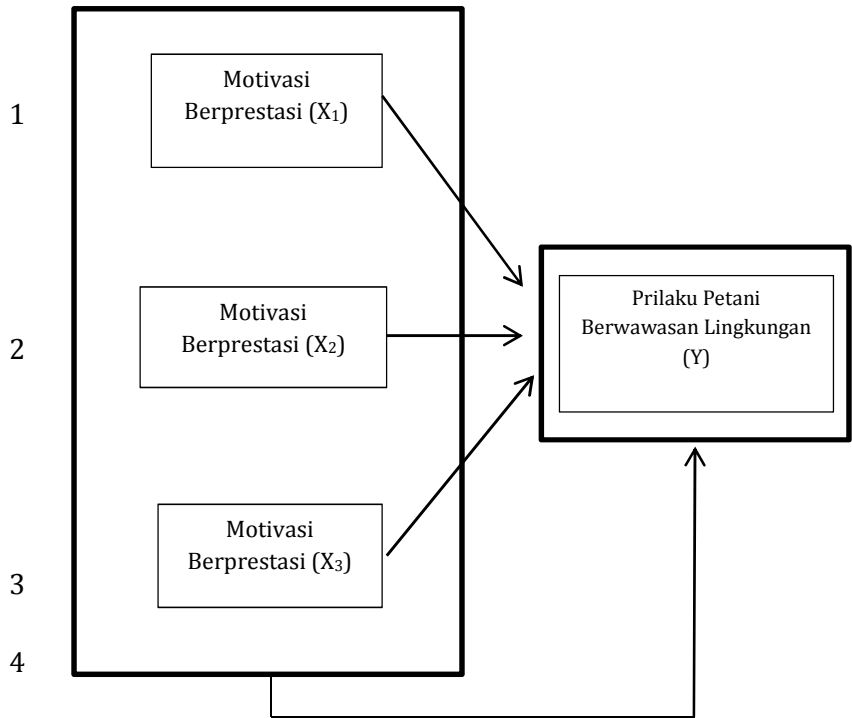 1
Motivasi
Berprestasi (X₁)
2
Motivasi
Berprestasi (X₂)
Prilaku Petani
Berwawasan Lingkungan
(Y)
3
Motivasi
Berprestasi (X₃)
4